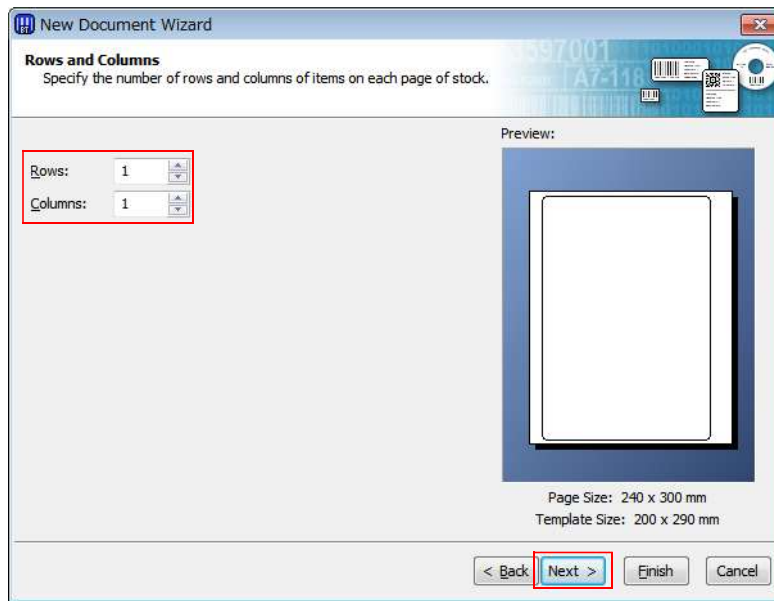 New Document Wizard
Rows and Columns
Specify the number of rows and columns of items on each page of stock.
A7-118
Preview:
Rows: 1
Columns: 1
Page Size: 240 x 300 mm
Template Size: 200 x 290 mm
< Back Next > Finish Cancel